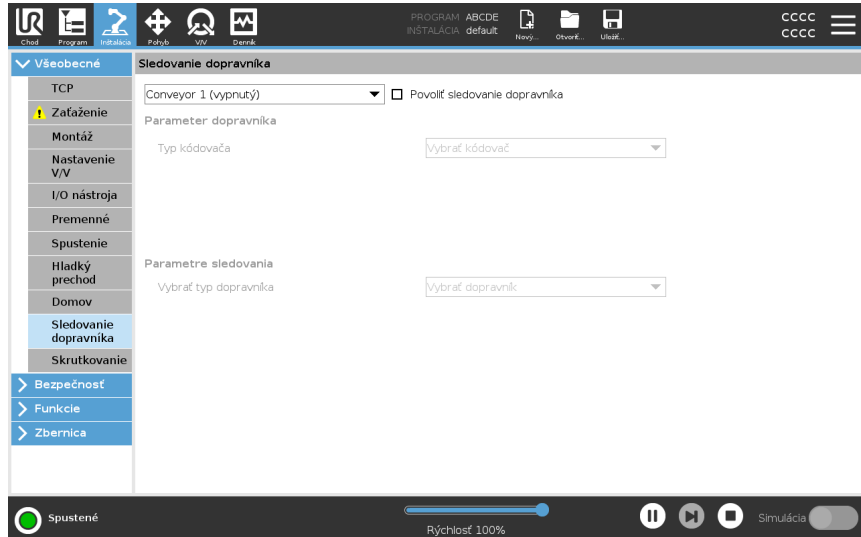 PROGRAM ABCDE
INŠTALÁCIA default
Chod
Program
Inštalácia
Pohyb
V/V
Denník
Nový...
Otvoriť...
Uložiť...
CCCC
CCCC
Všeobecné
TCP
Zaťaženie
Montáž
Nastavenie
V/V
I/O nástroja
Premenné
Spustenie
Hladký
prechod
Domov
Sledovanie
dopravníka
Skrutkovanie
Bezpečnosť
Funkcie
Zbernica
Sledovanie dopravníka
Conveyor 1 (vypnutý)
Povoliť sledovanie dopravníka
Parameter dopravníka
Typ kódovača
Vybrať kódovač
Parametre sledovania
Vybrať typ dopravníka
Vybrať dopravník
Spustené
Rýchlosť 100%
Simulácia